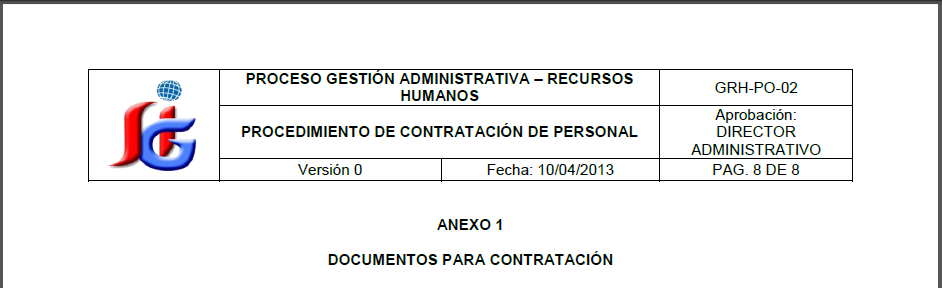 PROCESO GESTIÓN ADMINISTRATIVA – RECURSOS
HUMANOS
GRH-PO-02
PROCEDIMIENTO DE CONTRATACIÓN DE PERSONAL
Aprobación:
DIRECTOR
ADMINISTRATIVO
Versión 0
Fecha: 10/04/2013
PAG. 8 DE 8
ANEXO 1
DOCUMENTOS PARA CONTRATACIÓN